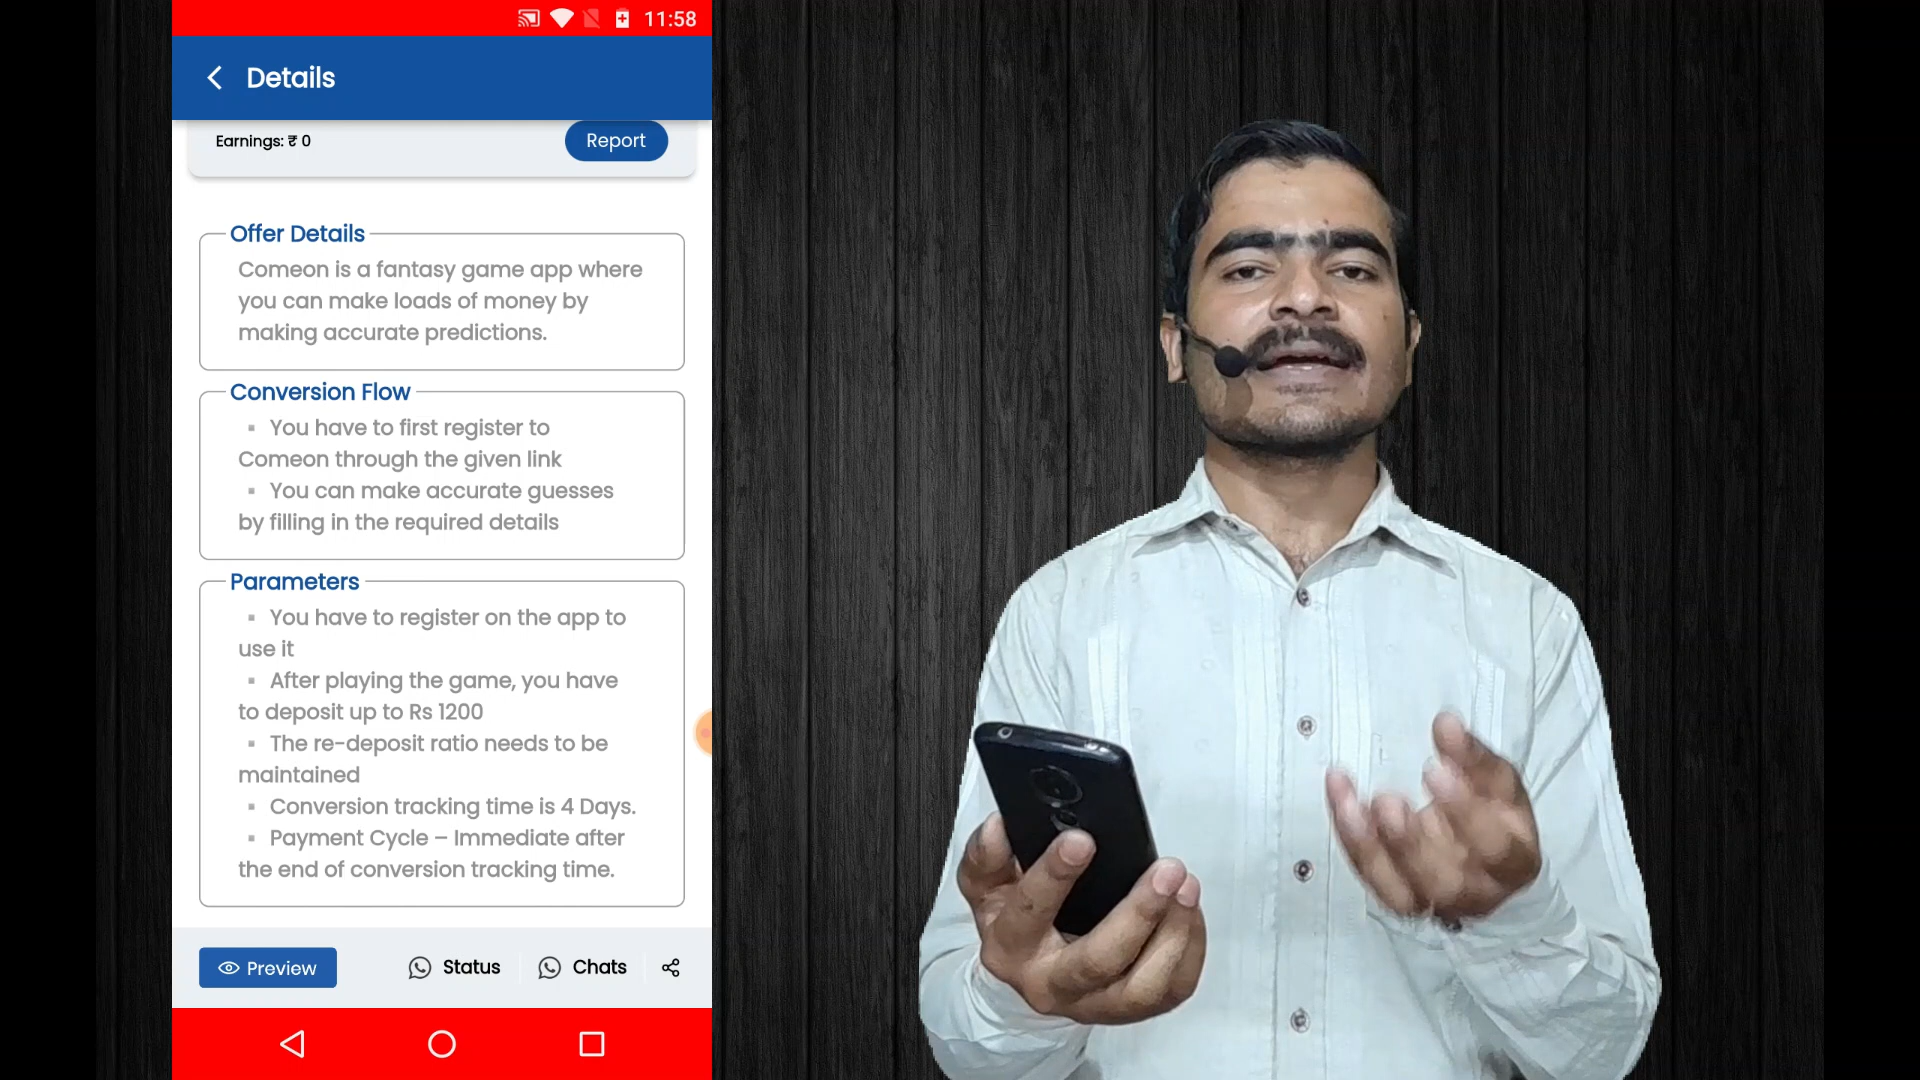 11:58
Details
Earnings: ₹ 0
Report
Offer Details
Comeon is a fantasy game app where
you can make loads of money by
making accurate predictions.
Conversion Flow
▪ You have to first register to
Comeon through the given link
▪ You can make accurate guesses
by filling in the required details
Parameters
▪ You have to register on the app to
use it
▪ After playing the game, you have
to deposit up to Rs 1200
▪ The re-deposit ratio needs to be
maintained
▪ Conversion tracking time is 4 Days.
▪ Payment Cycle – Immediate after
the end of conversion tracking time.
Preview
Status
Chats